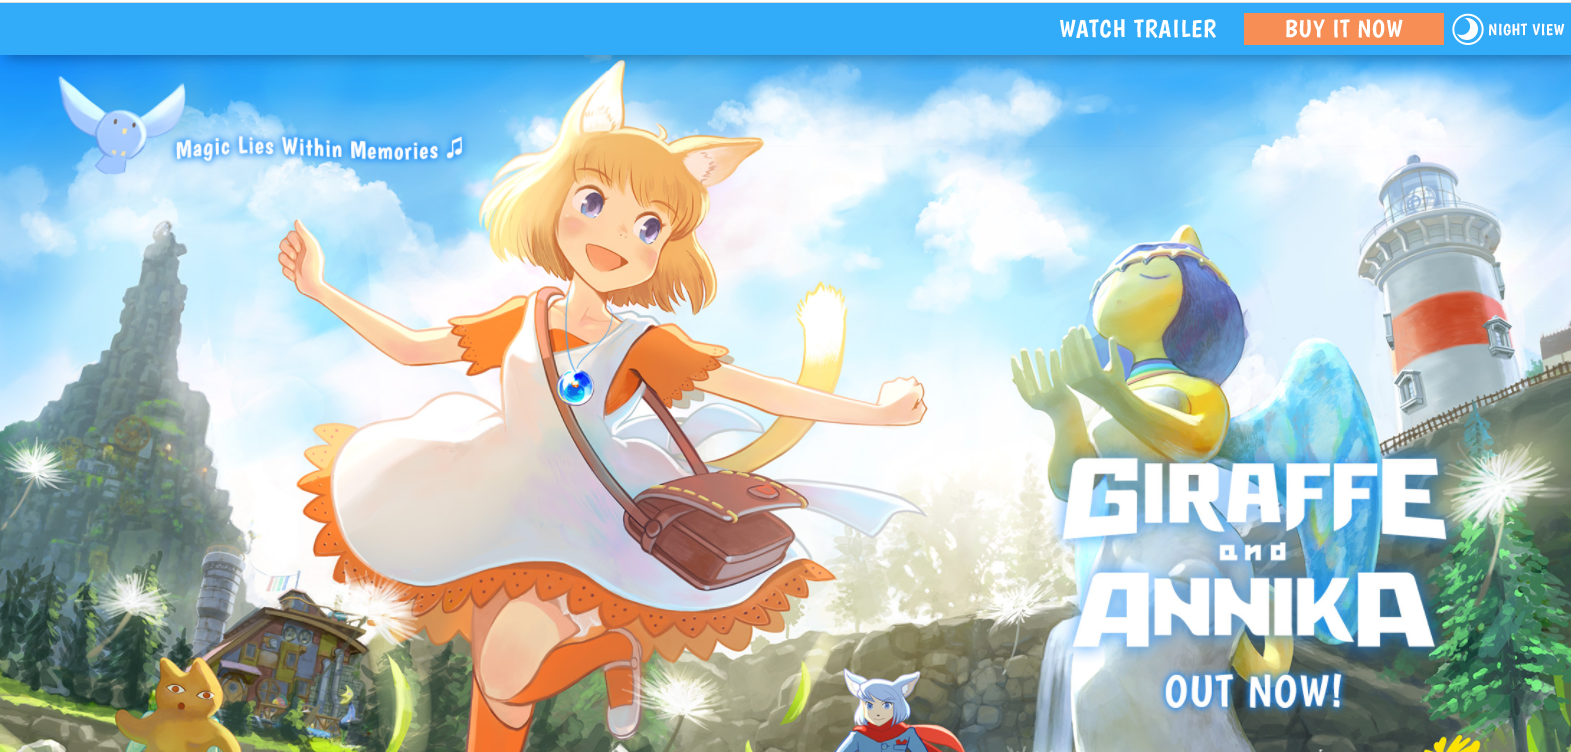 WATCH TRAILER
BUY IT NOW
NIGHT VIEW
Magic Lies Within Memories ♫
GIRAFFE
and
ANNIKA
OUT NOW!